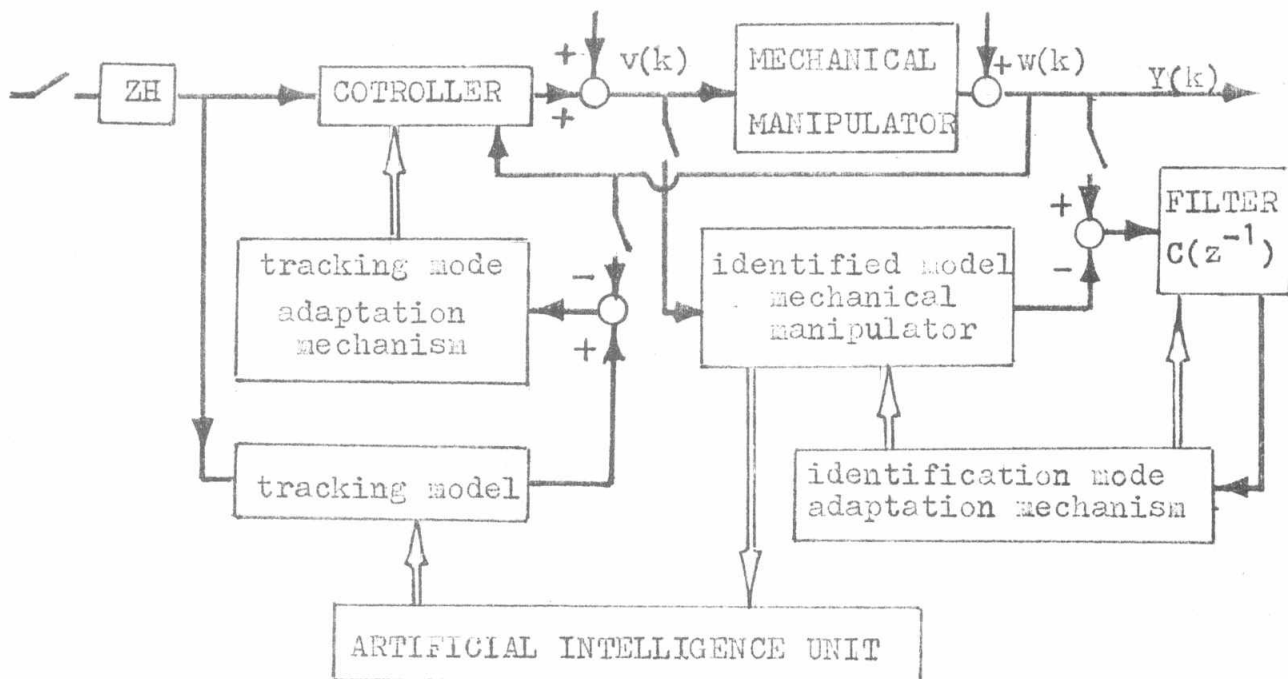 ZH
COTROLLER
+
+
v(k)
MECHANICAL
MANIPULATOR
+
w(k)
Y(k)
tracking mode
adaptation
mechanism
-
+
identified model
mechanical
manipulator
+
-
FILTER
C(z⁻¹)
tracking model
identification mode
adaptation mechanism
ARTIFICIAL INTELLIGENCE UNIT